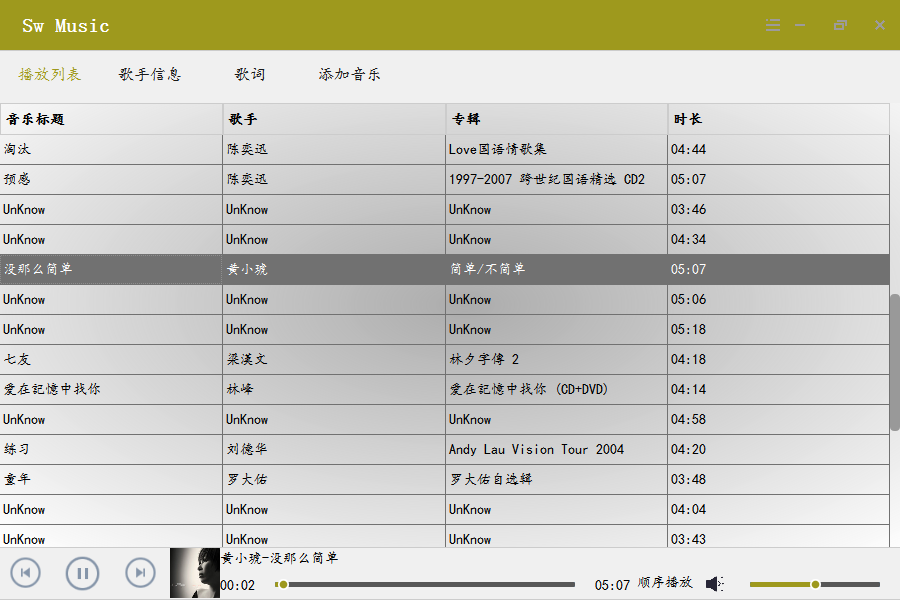 Sw Music
播放列表 歌手信息 歌词 添加音乐
音乐标题 歌手 专辑 时长
淘汰 陈奕迅 Love国语情歌集 04:44
预感 陈奕迅 1997-2007 跨世纪国语精选 CD2 05:07
UnKnow UnKnow UnKnow 03:46
UnKnow UnKnow UnKnow 04:34
没那么简单 黄小琥 简单/不简单 05:07
UnKnow UnKnow UnKnow 05:06
UnKnow UnKnow UnKnow 05:18
七友 梁漢文 林夕字傳 2 04:18
爱在記憶中找你 林峰 爱在記憶中找你 (CD+DVD) 04:14
UnKnow UnKnow UnKnow 04:58
练习 刘德华 Andy Lau Vision Tour 2004 04:20
童年 罗大佑 罗大佑自选辑 03:48
UnKnow UnKnow UnKnow 04:04
UnKnow UnKnow UnKnow 03:43
黄小琥-没那么简单
00:02 05:07 顺序播放